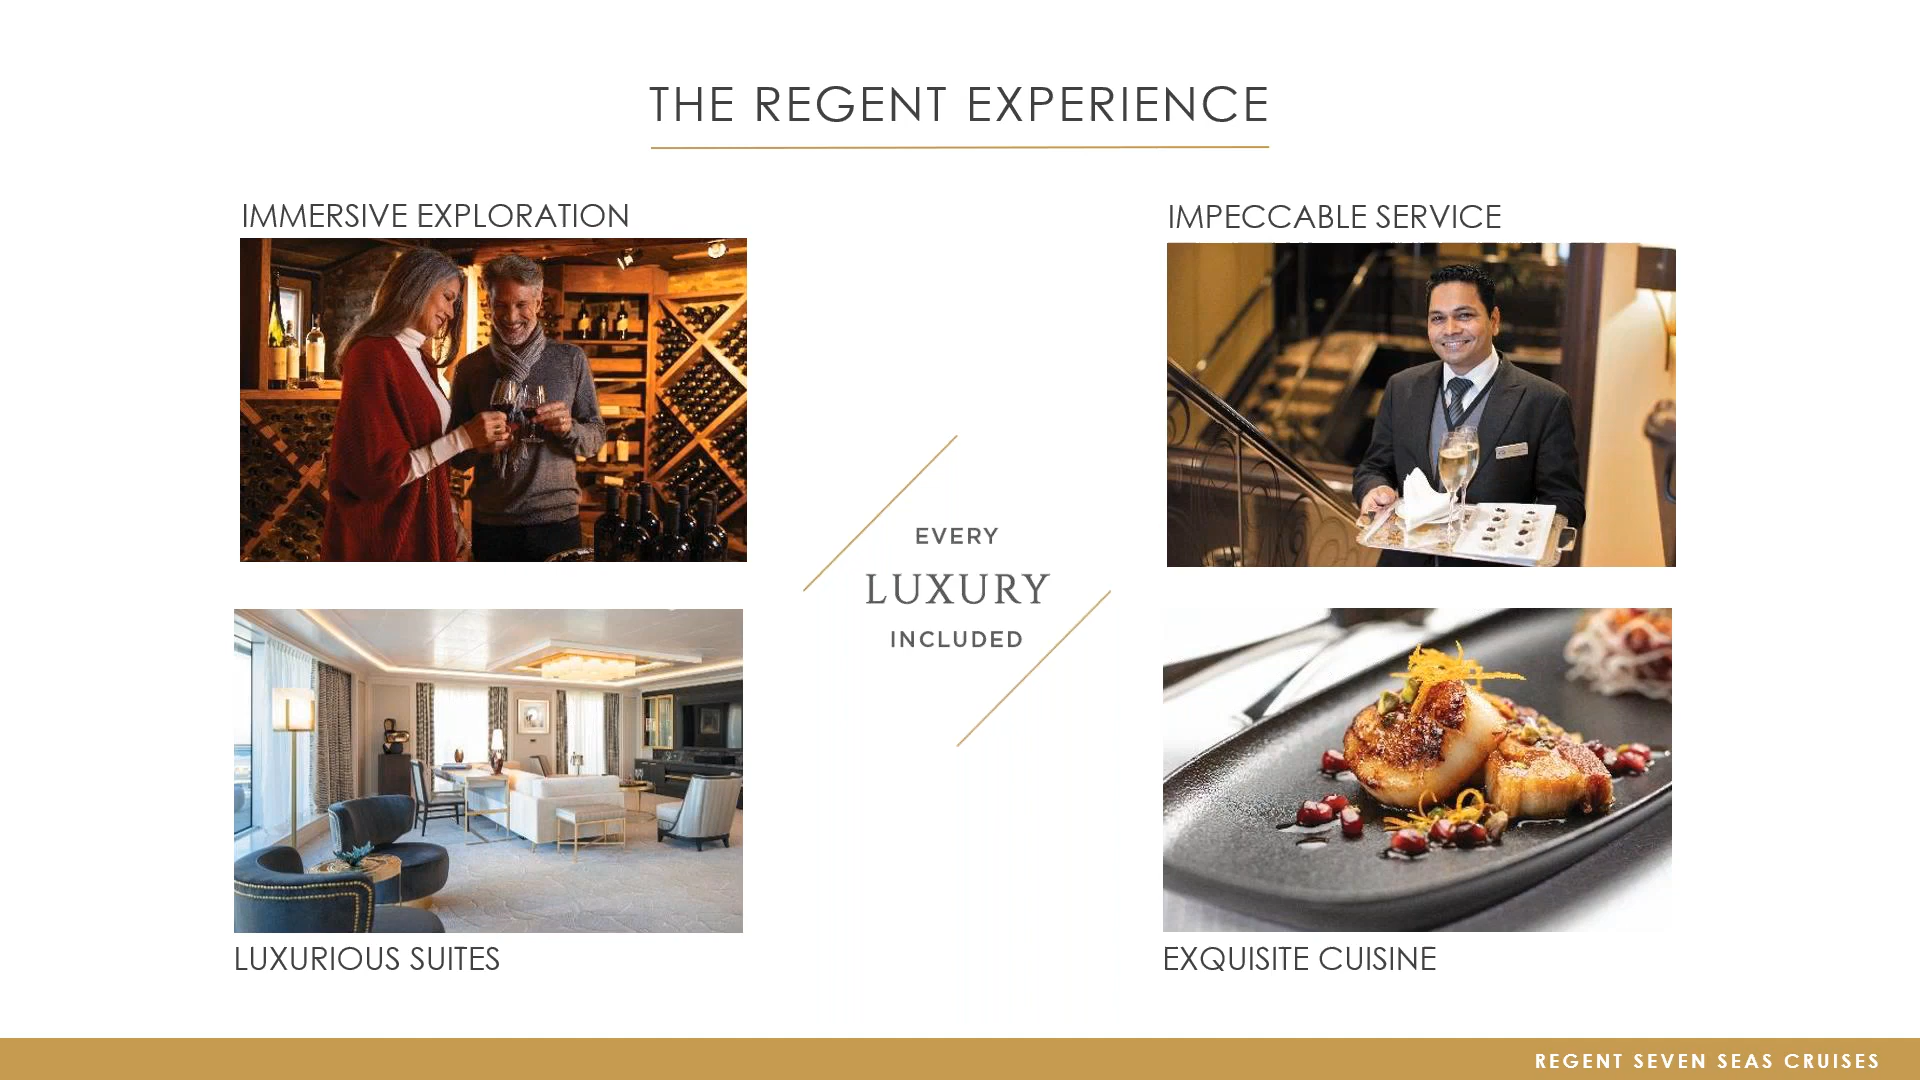 THE REGENT EXPERIENCE
IMMERSIVE EXPLORATION
IMPECCABLE SERVICE
EVERY
LUXURY
INCLUDED
LUXURIOUS SUITES
EXQUISITE CUISINE
REGENT SEVEN SEAS CRUISES